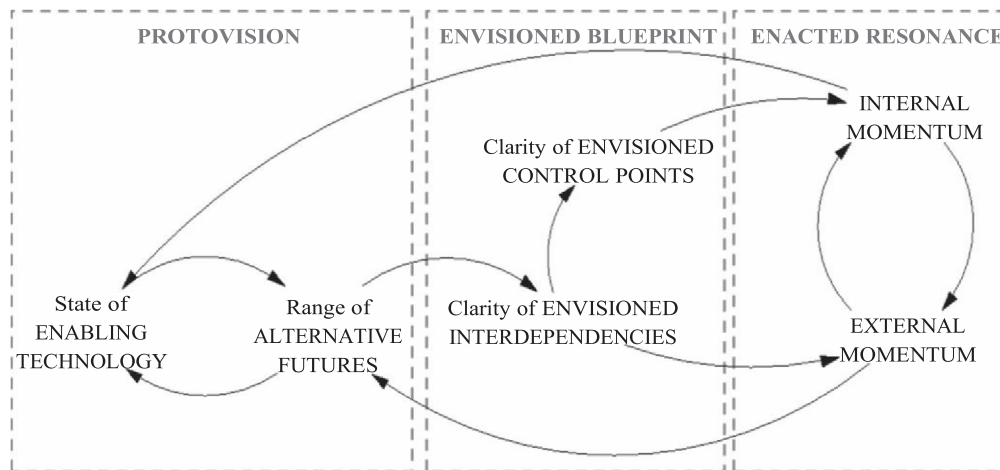 PROTOVISION
ENVISIONED BLUEPRINT
ENACTED RESONANCE
INTERNAL
MOMENTUM
Clarity of ENVISIONED
CONTROL POINTS
State of
ENABLING
TECHNOLOGY
Range of
ALTERNATIVE
FUTURES
Clarity of ENVISIONED
INTERDEPENDENCIES
EXTERNAL
MOMENTUM